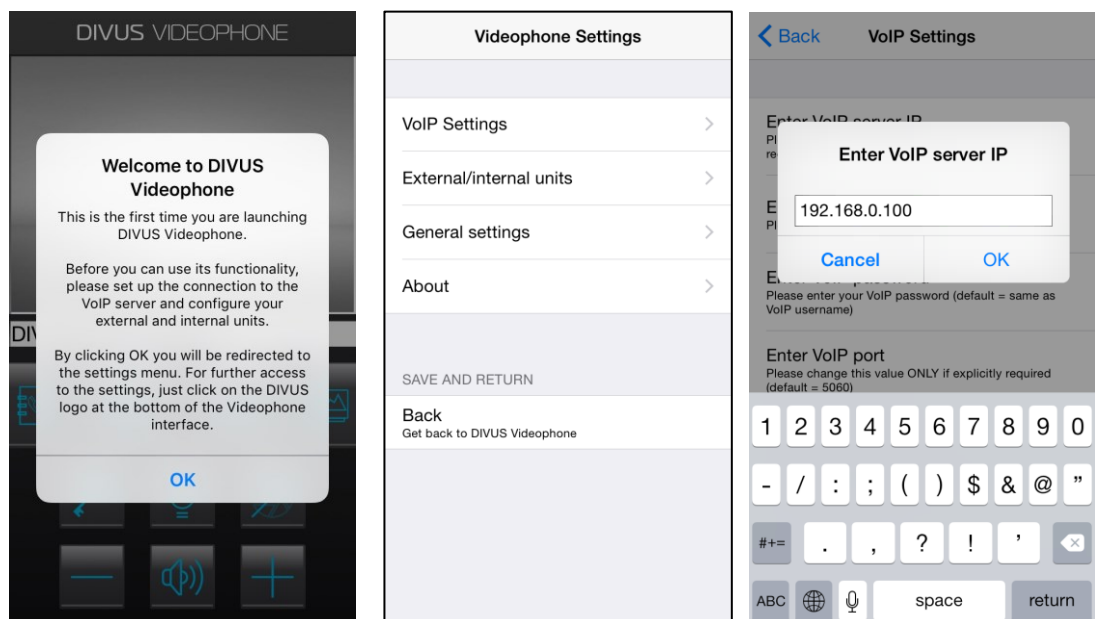 DIVUS VIDEOPHONE
Welcome to DIVUS
Videophone
This is the first time you are launching
DIVUS Videophone.
Before you can use its functionality,
please set up the connection to the
VoIP server and configure your
external and internal units.
By clicking OK you will be redirected to
the settings menu. For further access
to the settings, just click on the DIVUS
logo at the bottom of the Videophone
interface.
OK
Videophone Settings
VoIP Settings
External/internal units
General settings
About
SAVE AND RETURN
Back
Get back to DIVUS Videophone
Back VoIP Settings
Enter VoIP server IP
Enter VoIP server IP
192.168.0.100
Cancel OK
Please enter your VoIP password (default = same as
VoIP username)
Enter VoIP port
Please change this value ONLY if explicitly required
(default = 5060)
1 2 3 4 5 6 7 8 9 0
- / : ; ( ) $ & @ ”
#+= . , ? ! ’
ABC space return